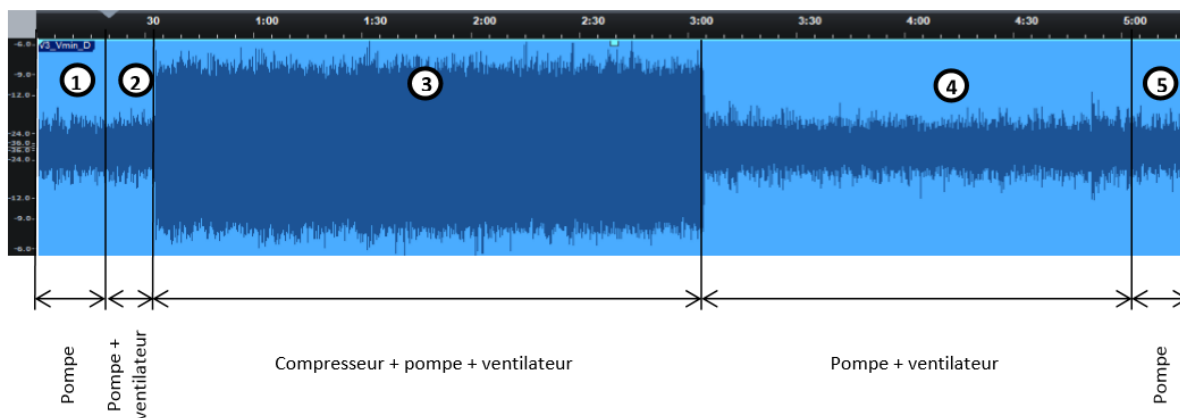 30 1:00 1:30 2:00 2:30 3:00 3:30 4:00 4:30 5:00
V3_Vmin_D
-6.0
-9.0
-12.0
-24.0
-24.0
-12.0
-9.0
-6.0
1 2 3 4 5
Pompe
Pompe +
ventilateur
Compresseur + pompe + ventilateur
Pompe + ventilateur
Pompe